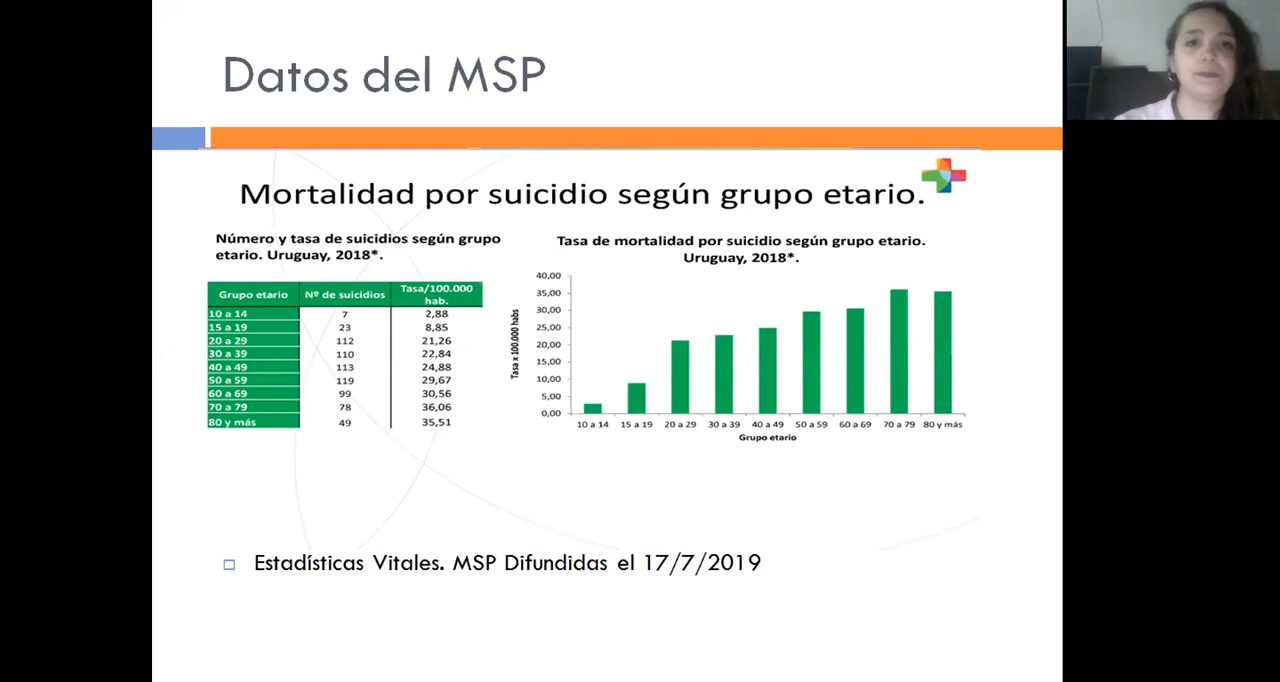 Datos del MSP
Mortalidad por suicidio según grupo etario.
Número y tasa de suicidios según grupo
etario. Uruguay, 2018*.
Grupo etario Nº de suicidios Tasa/100.000
hab.
10 a 14 7 2,88
15 a 19 23 8,85
20 a 29 112 21,26
30 a 39 110 22,84
40 a 49 113 24,88
50 a 59 119 29,67
60 a 69 99 30,56
70 a 79 78 36,06
80 y más 49 35,51
Tasa de mortalidad por suicidio según grupo etario.
Uruguay, 2018*.
Tasa x 100.000 habs
40,00
35,00
30,00
25,00
20,00
15,00
10,00
5,00
0,00
10 a 14 15 a 19 20 a 29 30 a 39 40 a 49 50 a 59 60 a 69 70 a 79 80 y más
Grupo etario
Estadísticas Vitales. MSP Difundidas el 17/7/2019